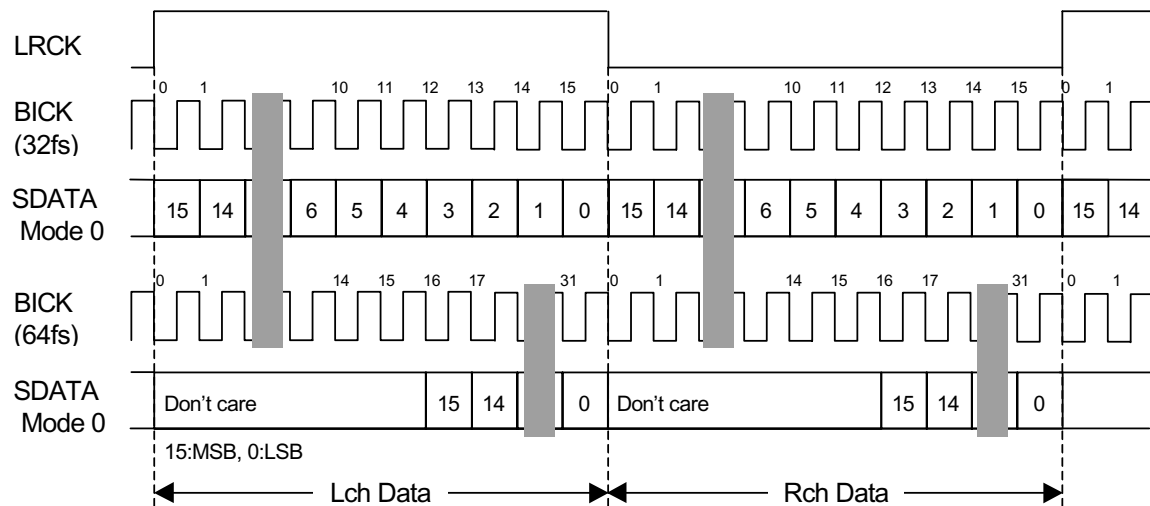 LRCK
0 1 10 11 12 13 14 15 0 1 10 11 12 13 14 15 0 1
BICK
(32fs)
SDATA
Mode 0
15 14 6 5 4 3 2 1 0 15 14 6 5 4 3 2 1 0 15 14
0 1 14 15 16 17 31 0 1 14 15 16 17 31 0 1
BICK
(64fs)
SDATA
Mode 0
Don't care 15 14 0 Don't care 15 14 0
15:MSB, 0:LSB
Lch Data Rch Data